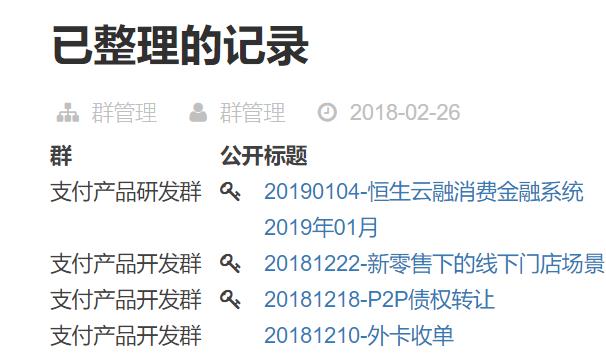 已整理的记录
群管理 群管理 2018-02-26
群 公开标题
支付产品研发群 20190104-恒生云融消费金融系统
2019年01月
支付产品开发群 20181222-新零售下的线下门店场景
支付产品开发群 20181218-P2P债权转让
支付产品开发群 20181210-外卡收单